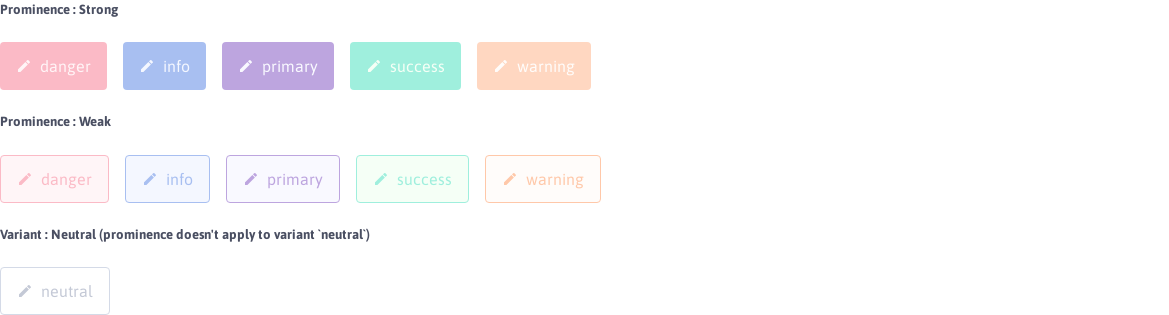 Prominence : Strong
danger info primary success warning
Prominence : Weak
danger info primary success warning
Variant : Neutral (prominence doesn't apply to variant `neutral`)
neutral